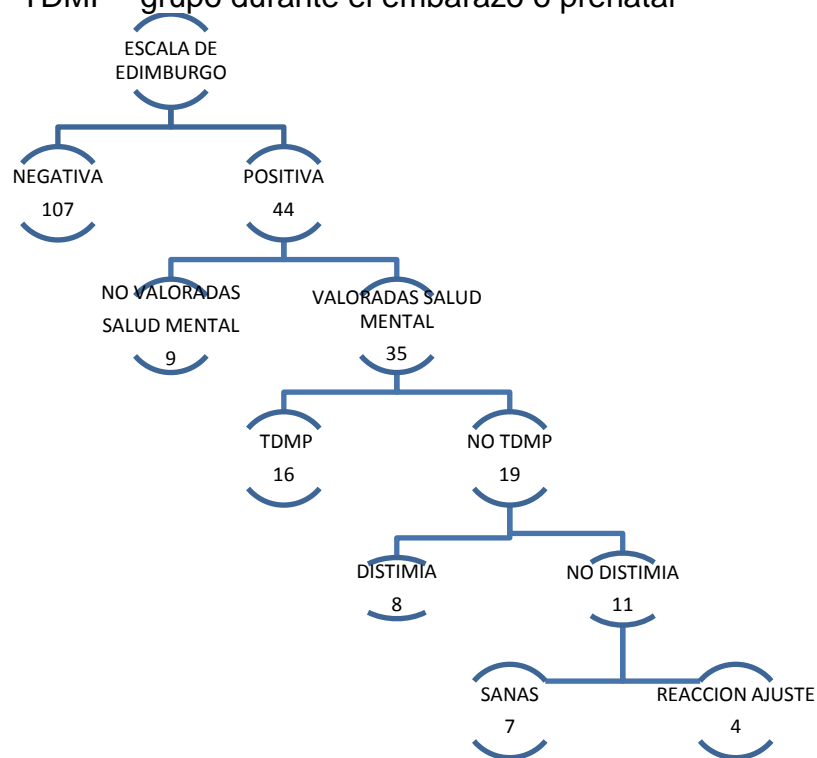 TDMP grupo durante el embarazo o prenatal
ESCALA DE
EDIMBURGO
NEGATIVA
107
POSITIVA
44
NO VALORADAS
SALUD MENTAL
9
VALORADAS SALUD
MENTAL
35
TDMP
16
NO TDMP
19
DISTIMIA
8
NO DISTIMIA
11
SANAS
7
REACCION AJUSTE
4